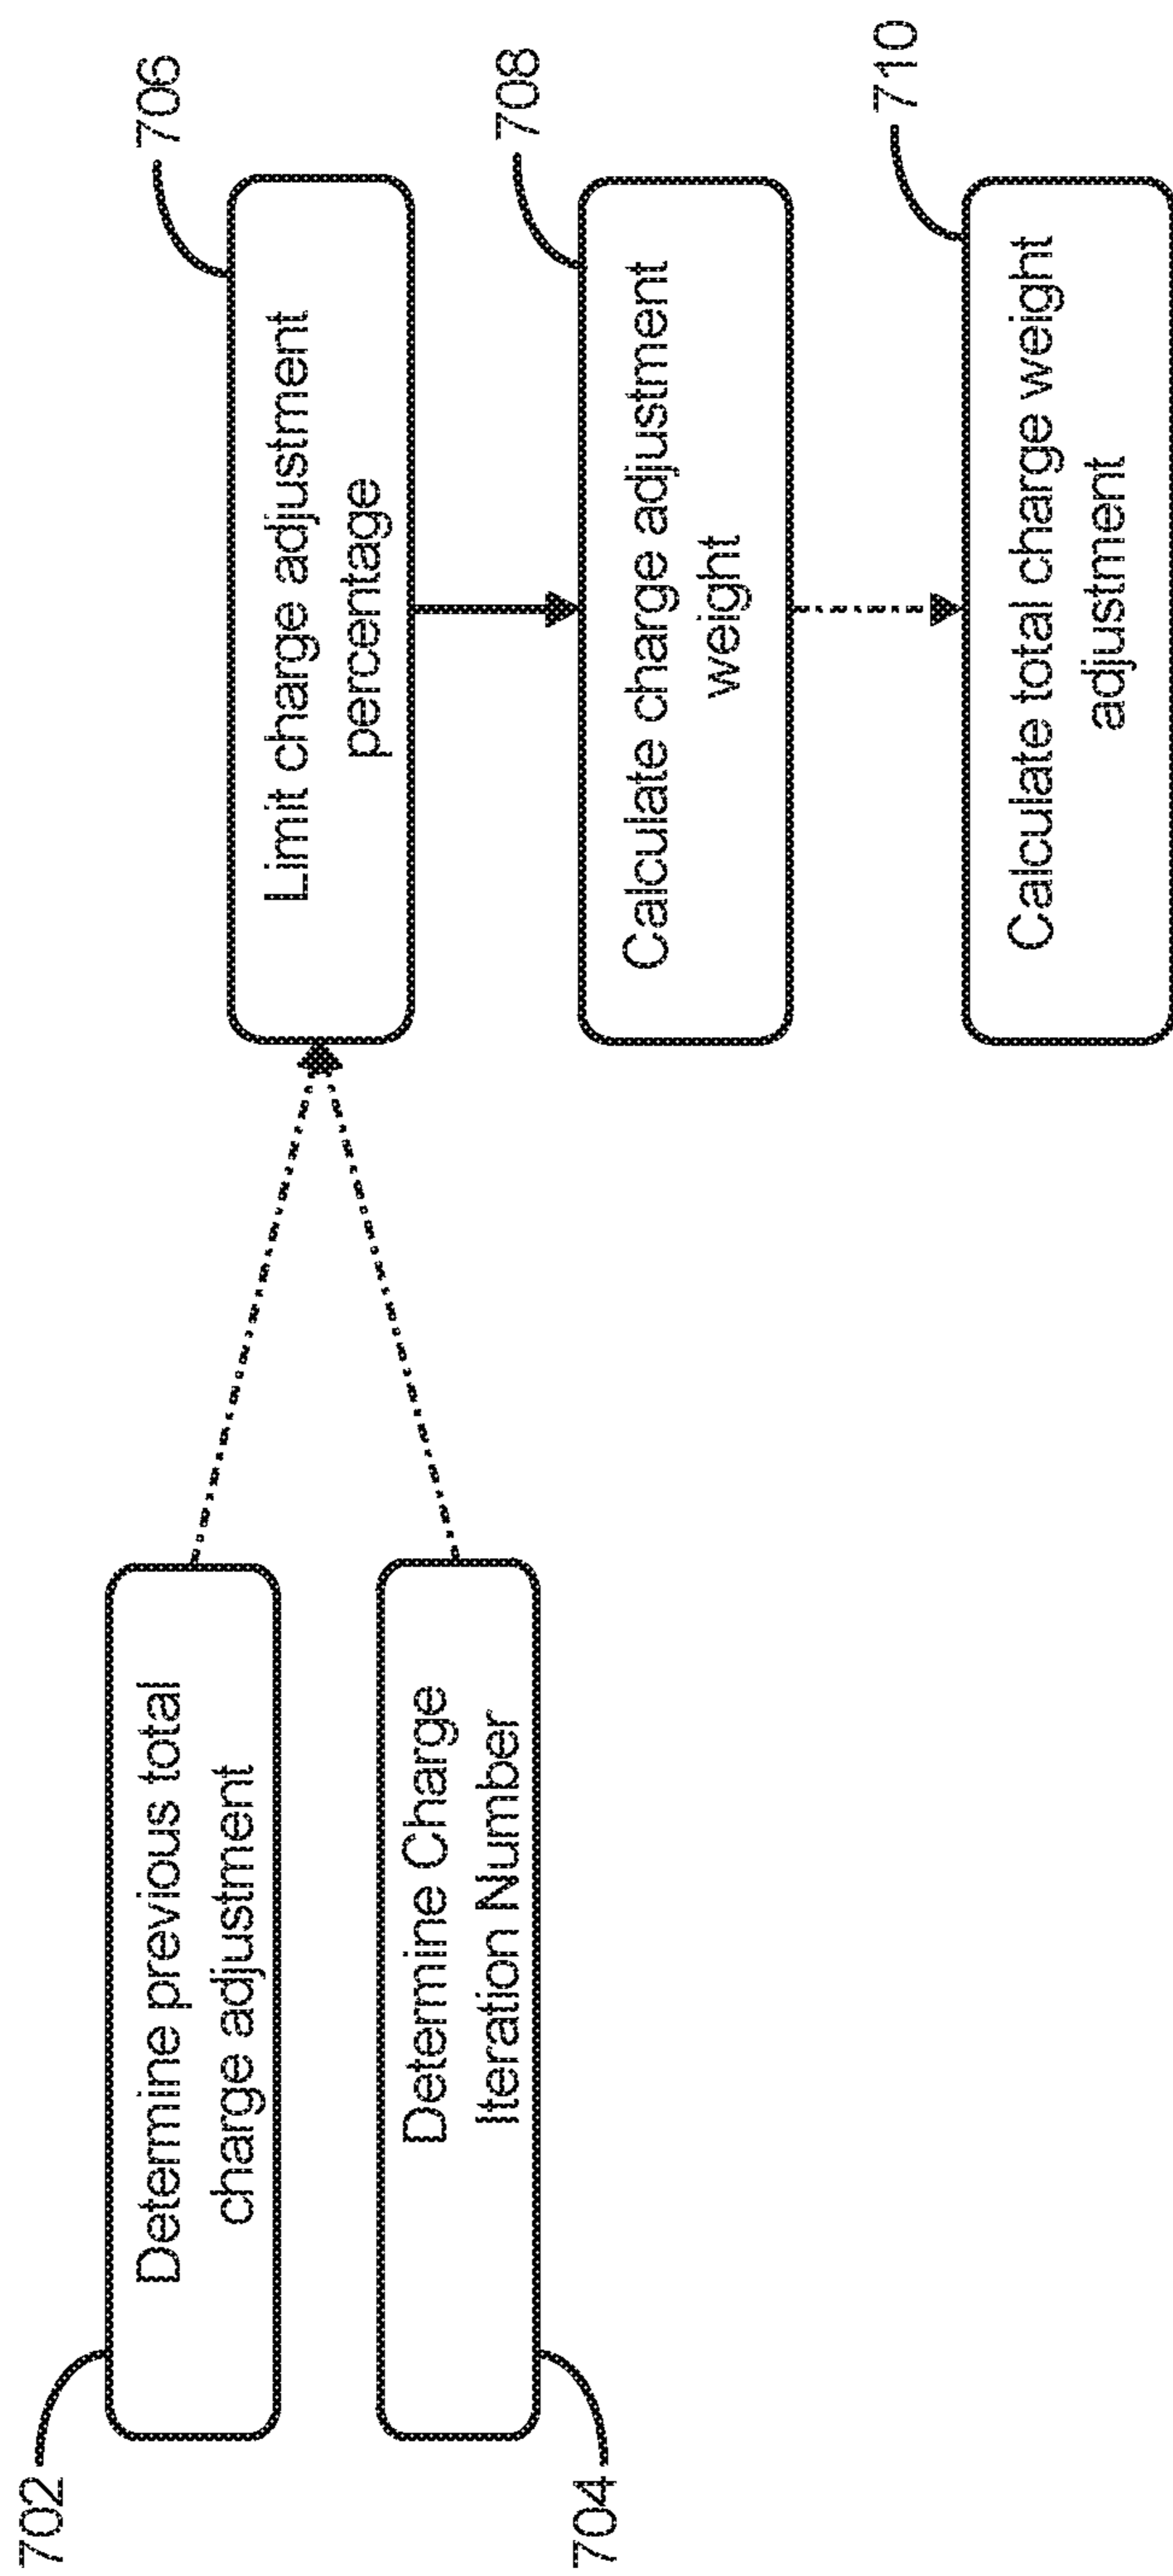 702
Determine previous total
charge adjustment
Determine Charge
Iteration Number
704
706
Limit charge adjustment
percentage
708
Calculate charge adjustment
weight
710
Calculate total charge weight
adjustment